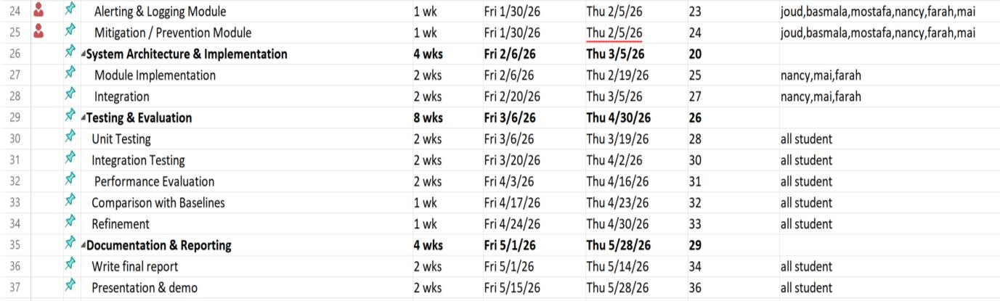 24 Alerting & Logging Module 1 wk Fri 1/30/26 Thu 2/5/26 23 joud,basmala,mostafa,nancy,farah,mai
25 Mitigation / Prevention Module 1 wk Fri 1/30/26 Thu 2/5/26 24 joud,basmala,mostafa,nancy,farah,mai
26 System Architecture & Implementation 4 wks Fri 2/6/26 Thu 3/5/26 20
27 Module Implementation 2 wks Fri 2/6/26 Thu 2/19/26 25 nancy,mai,farah
28 Integration 2 wks Fri 2/20/26 Thu 3/5/26 27 nancy,mai,farah
29 Testing & Evaluation 8 wks Fri 3/6/26 Thu 4/30/26 26
30 Unit Testing 2 wks Fri 3/6/26 Thu 3/19/26 28 all student
31 Integration Testing 2 wks Fri 3/20/26 Thu 4/2/26 30 all student
32 Performance Evaluation 2 wks Fri 4/3/26 Thu 4/16/26 31 all student
33 Comparison with Baselines 1 wk Fri 4/17/26 Thu 4/23/26 32 all student
34 Refinement 1 wk Fri 4/24/26 Thu 4/30/26 33 all student
35 Documentation & Reporting 4 wks Fri 5/1/26 Thu 5/28/26 29
36 Write final report 2 wks Fri 5/1/26 Thu 5/14/26 34 all student
37 Presentation & demo 2 wks Fri 5/15/26 Thu 5/28/26 36 all student